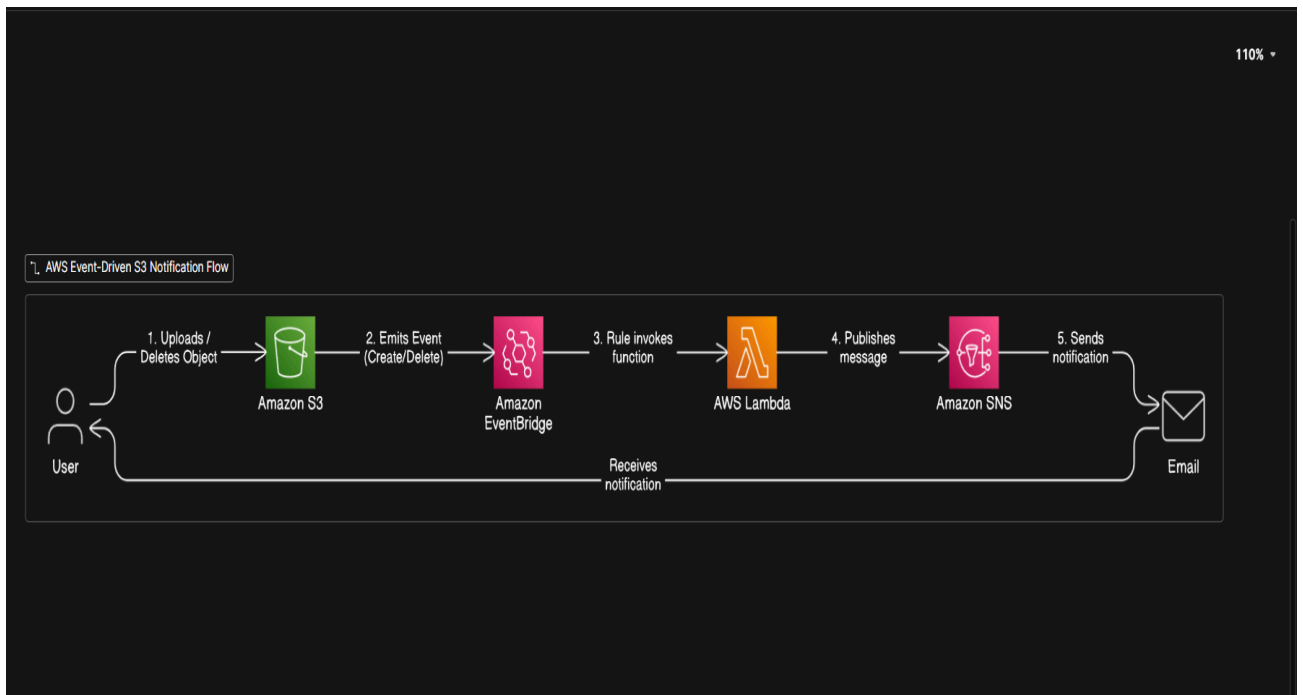 110%
AWS Event-Driven S3 Notification Flow
1. Uploads /
Deletes Object
2. Emits Event
(Create/Delete)
3. Rule invokes
function
4. Publishes
message
5. Sends
notification
Amazon S3
Amazon
EventBridge
AWS Lambda
Amazon SNS
User
Receives
notification
Email